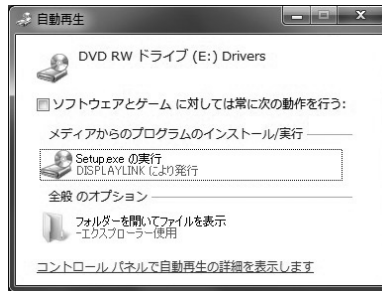 自動再生
DVD RW ドライブ (E:) Drivers
ソフトウェアとゲーム に対しては常に次の動作を行う:
メディアからのプログラムのインストール/実行
Setup.exe の実行
DISPLAYLINK により発行
全般 のオプション
フォルダーを開いてファイルを表示
-エクスプローラー使用
コントロール パネルで自動再生の詳細を表示します